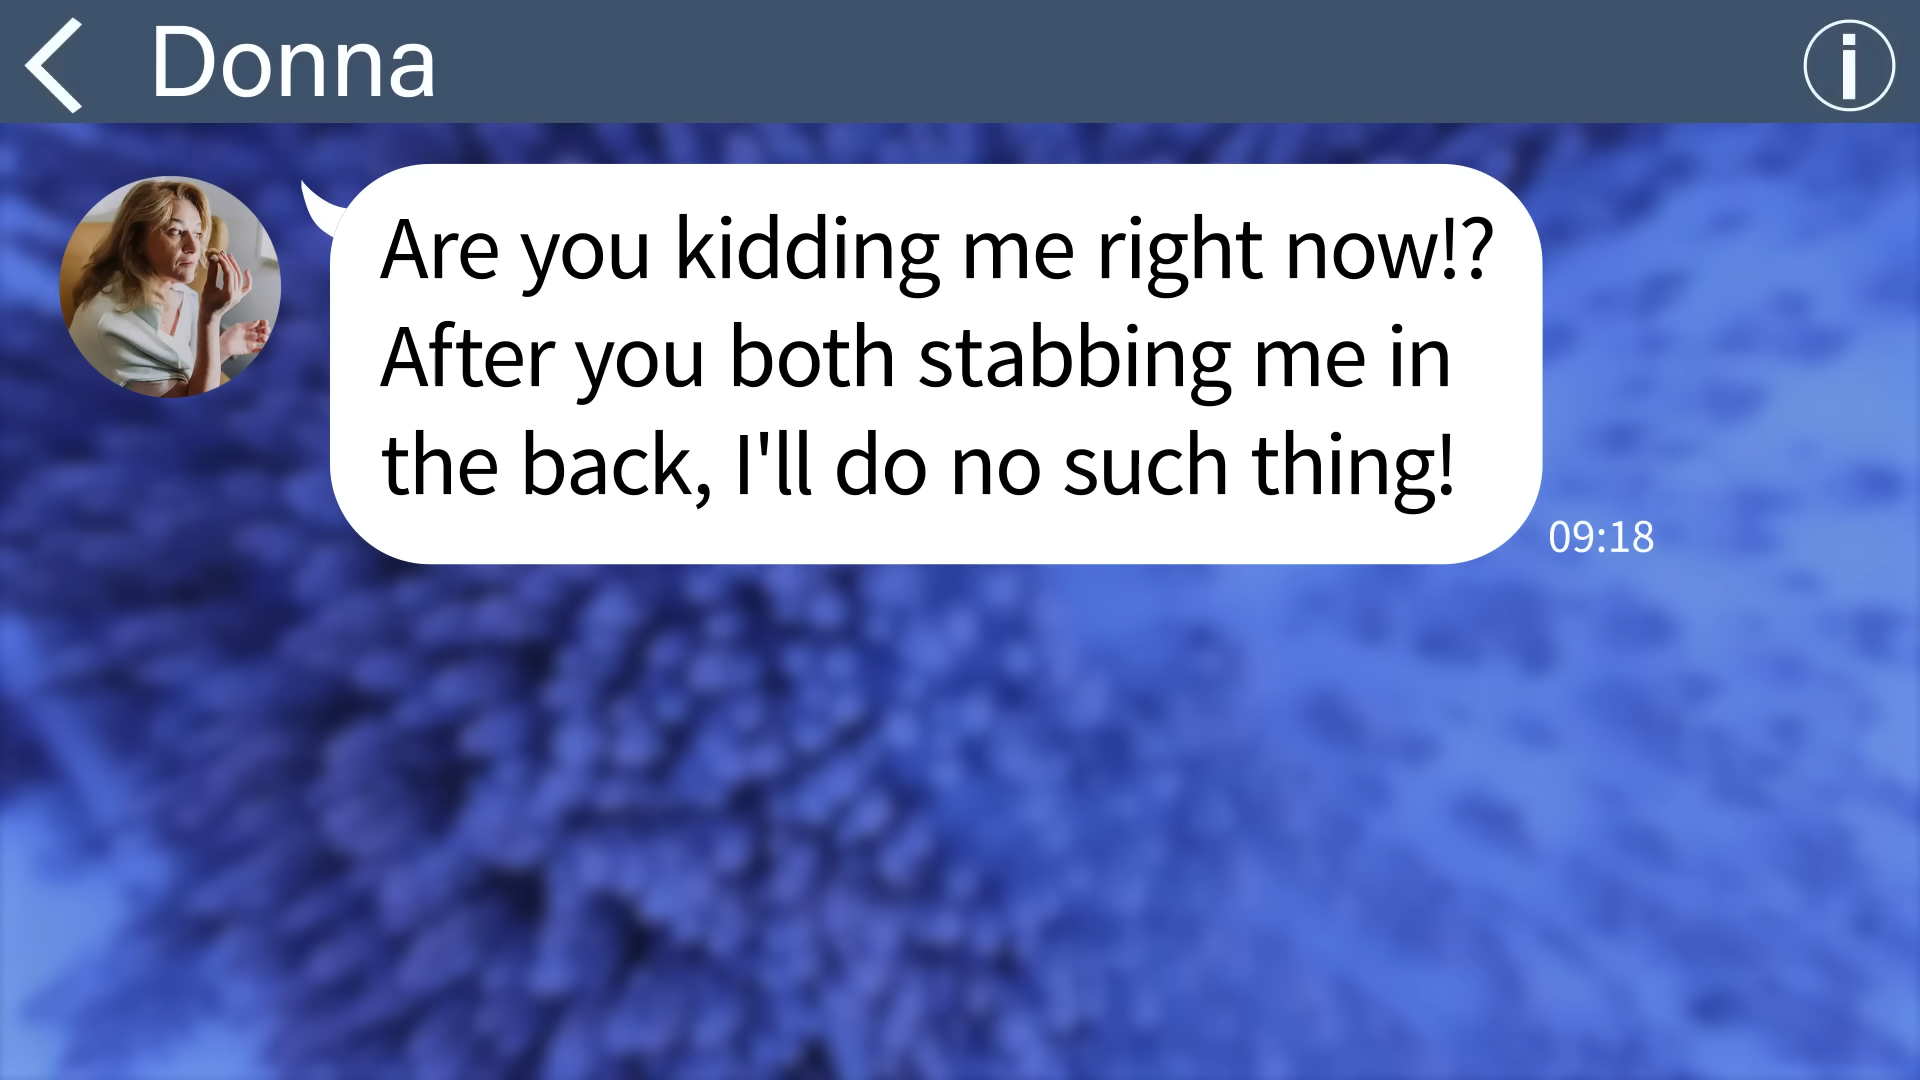 Donna
Are you kidding me right now!?
After you both stabbing me in
the back, I'll do no such thing!
09:18